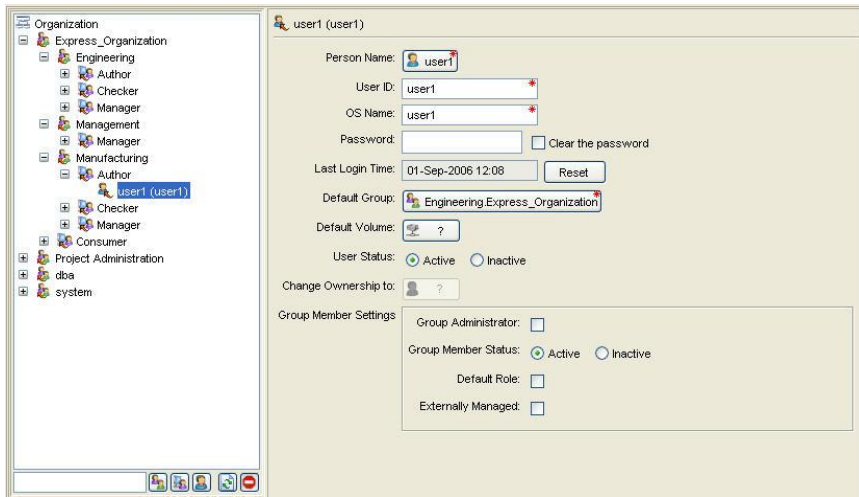 Organization
Express_Organization
Engineering
Author
Checker
Manager
Management
Manager
Manufacturing
Author
user1 (user1)
Checker
Manager
Consumer
Project Administration
dba
system
user1 (user1)
Person Name: user1
User ID: user1
OS Name: user1
Password: Clear the password
Last Login Time: 01-Sep-2006 12:08 Reset
Default Group: Engineering.Express_Organization
Default Volume: ?
User Status: Active Inactive
Change Ownership to: ?
Group Member Settings
Group Administrator:
Group Member Status: Active Inactive
Default Role:
Externally Managed: